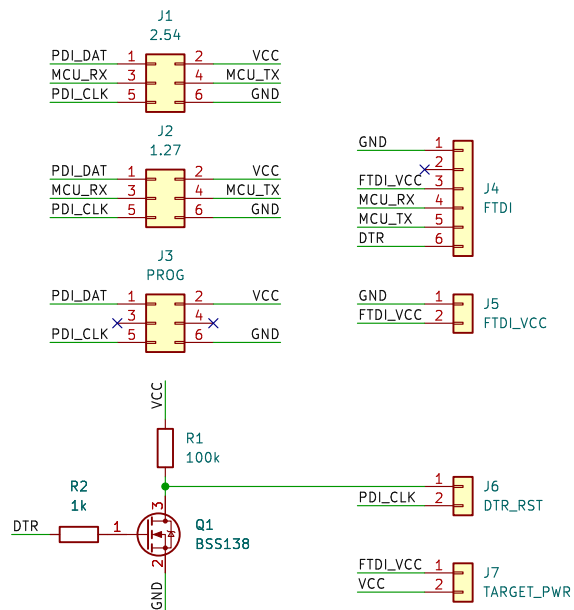 J1
2.54
PDI_DAT 1 2 VCC
MCU_RX 3 4 MCU_TX
PDI_CLK 5 6 GND
J2
1.27
PDI_DAT 1 2 VCC
MCU_RX 3 4 MCU_TX
PDI_CLK 5 6 GND
GND 1
2
FTDI_VCC 3
MCU_RX 4
MCU_TX 5
DTR 6
J4
FTDI
J3
PROG
PDI_DAT 1 2 VCC
3 4
PDI_CLK 5 6 GND
GND 1
FTDI_VCC 2
J5
FTDI_VCC
VCC
R1
100k
R2
1k
DTR 1
3
2
Q1
BSS138
GND
1
PDI_CLK 2
J6
DTR_RST
FTDI_VCC 1
VCC 2
J7
TARGET_PWR